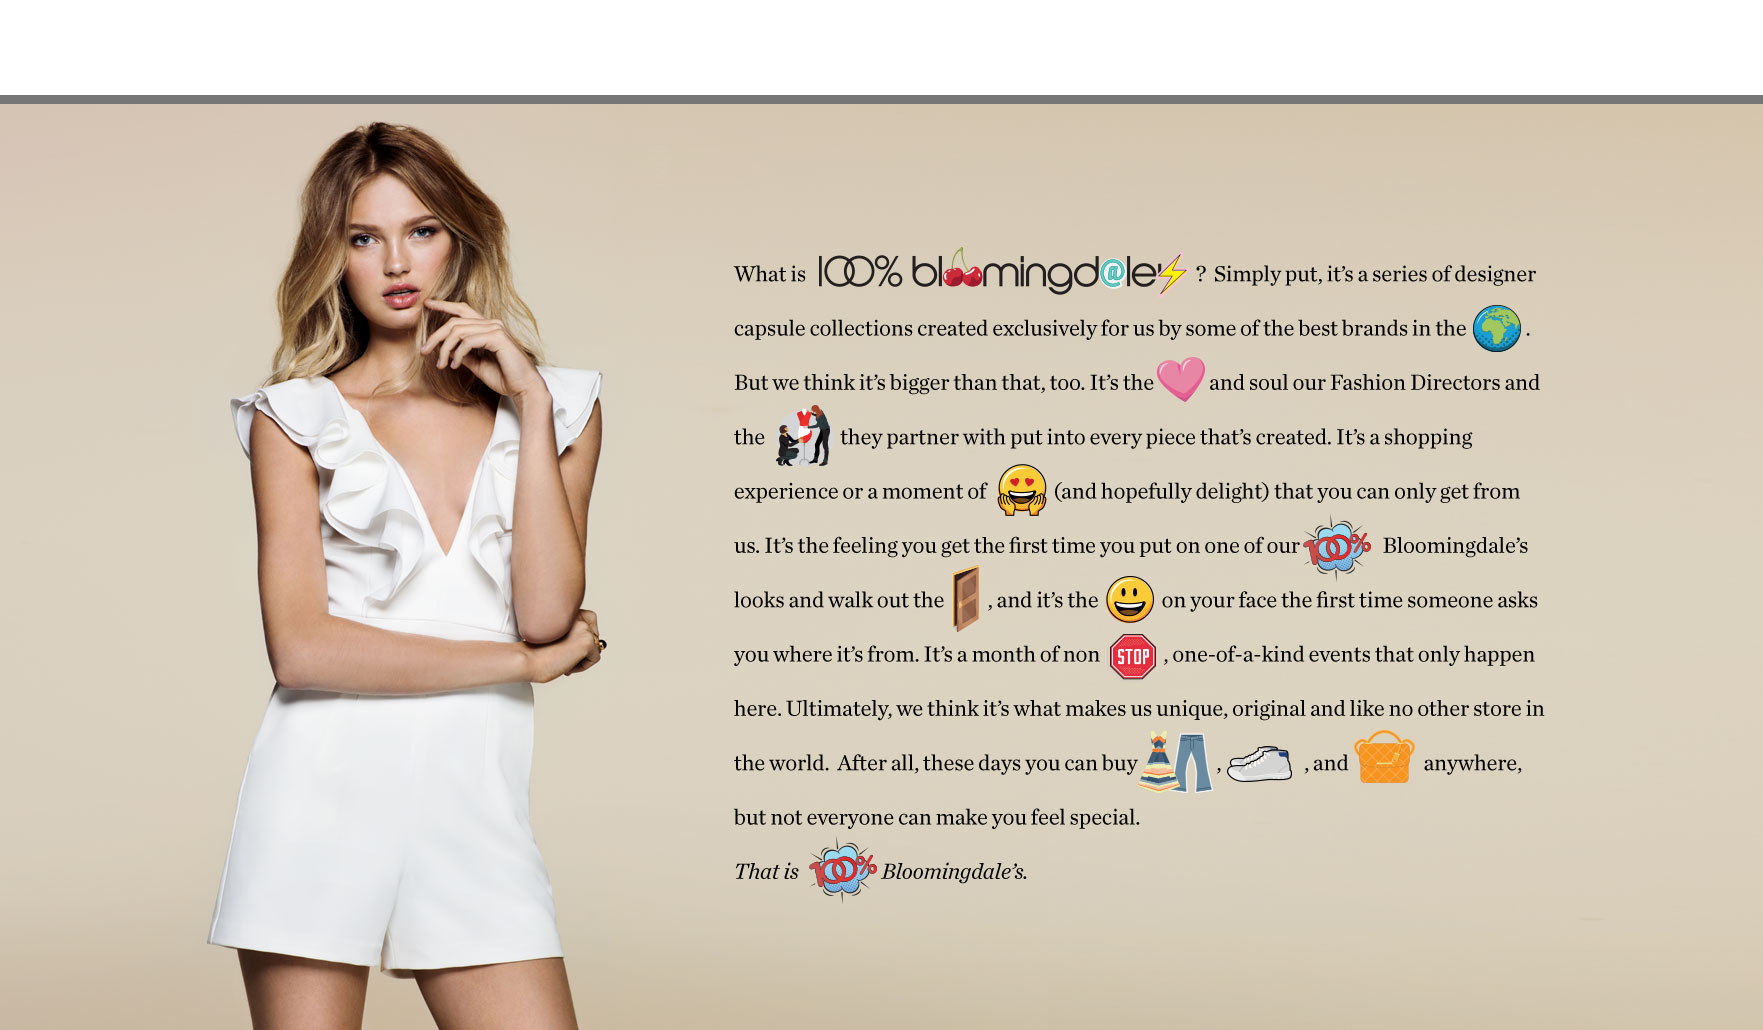 What is 100% bloomingdale's ? Simply put, it’s a series of designer
capsule collections created exclusively for us by some of the best brands in the .
But we think it’s bigger than that, too. It’s the and soul our Fashion Directors and
the they partner with put into every piece that’s created. It’s a shopping
experience or a moment of (and hopefully delight) that you can only get from
us. It’s the feeling you get the first time you put on one of our 100% Bloomingdale’s
looks and walk out the , and it’s the on your face the first time someone asks
you where it’s from. It’s a month of non STOP , one-of-a-kind events that only happen
here. Ultimately, we think it’s what makes us unique, original and like no other store in
the world. After all, these days you can buy , , and anywhere,
but not everyone can make you feel special.
That is 100% Bloomingdale’s.